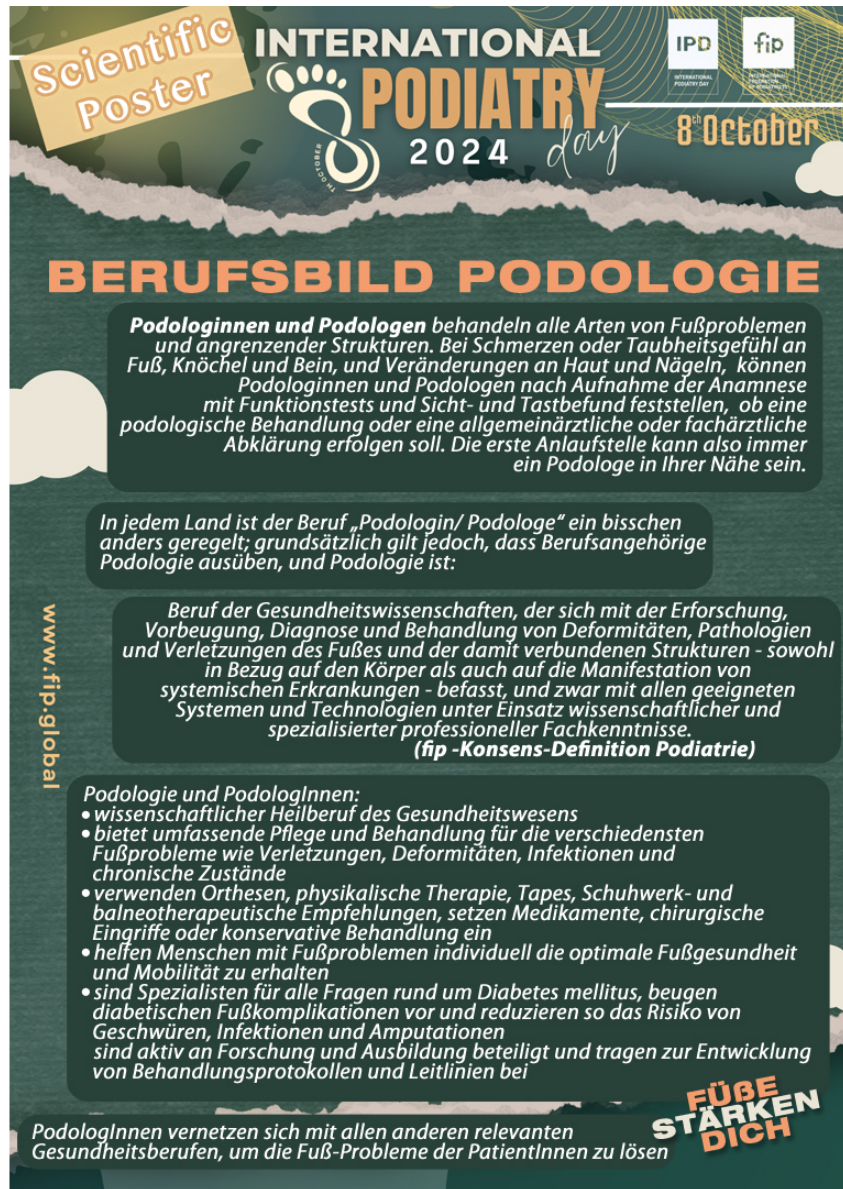 Scientific
Poster
INTERNATIONAL
PODIATRY
day
2024
TH OCTOBER
IPD
INTERNATIONAL
PODIATRY DAY
fip
INTERNATIONAL
8th October
BERUFSBILD PODOLOGIE
Podologinnen und Podologen behandeln alle Arten von Fußproblemen
und angrenzender Strukturen. Bei Schmerzen oder Taubheitsgefühl an
Fuß, Knöchel und Bein, und Veränderungen an Haut und Nägeln, können
Podologinnen und Podologen nach Aufnahme der Anamnese
mit Funktionstests und Sicht- und Tastbefund feststellen, ob eine
podologische Behandlung oder eine allgemeinärztliche oder fachärztliche
Abklärung erfolgen soll. Die erste Anlaufstelle kann also immer
ein Podologe in Ihrer Nähe sein.
In jedem Land ist der Beruf „Podologin/ Podologe“ ein bisschen
anders geregelt; grundsätzlich gilt jedoch, dass Berufsangehörige
Podologie ausüben, und Podologie ist:
Beruf der Gesundheitswissenschaften, der sich mit der Erforschung,
Vorbeugung, Diagnose und Behandlung von Deformitäten, Pathologien
und Verletzungen des Fußes und der damit verbundenen Strukturen - sowohl
in Bezug auf den Körper als auch auf die Manifestation von
systemischen Erkrankungen - befasst, und zwar mit allen geeigneten
Systemen und Technologien unter Einsatz wissenschaftlicher und
spezialisierter professioneller Fachkenntnisse.
(fip -Konsens-Definition Podiatrie)
www.fip.global
Podologie und PodologInnen:
• wissenschaftlicher Heilberuf des Gesundheitswesens
• bietet umfassende Pflege und Behandlung für die verschiedensten
Fußprobleme wie Verletzungen, Deformitäten, Infektionen und
chronische Zustände
• verwenden Orthesen, physikalische Therapie, Tapes, Schuhwerk- und
balneotherapeutische Empfehlungen, setzen Medikamente, chirurgische
Eingriffe oder konservative Behandlung ein
• helfen Menschen mit Fußproblemen individuell die optimale Fußgesundheit
und Mobilität zu erhalten
• sind Spezialisten für alle Fragen rund um Diabetes mellitus, beugen
diabetischen Fußkomplikationen vor und reduzieren so das Risiko von
Geschwüren, Infektionen und Amputationen
sind aktiv an Forschung und Ausbildung beteiligt und tragen zur Entwicklung
von Behandlungsprotokollen und Leitlinien bei
FÜßE
STÄRKEN
DICH
PodologInnen vernetzen sich mit allen anderen relevanten
Gesundheitsberufen, um die Fuß-Probleme der PatientInnen zu lösen